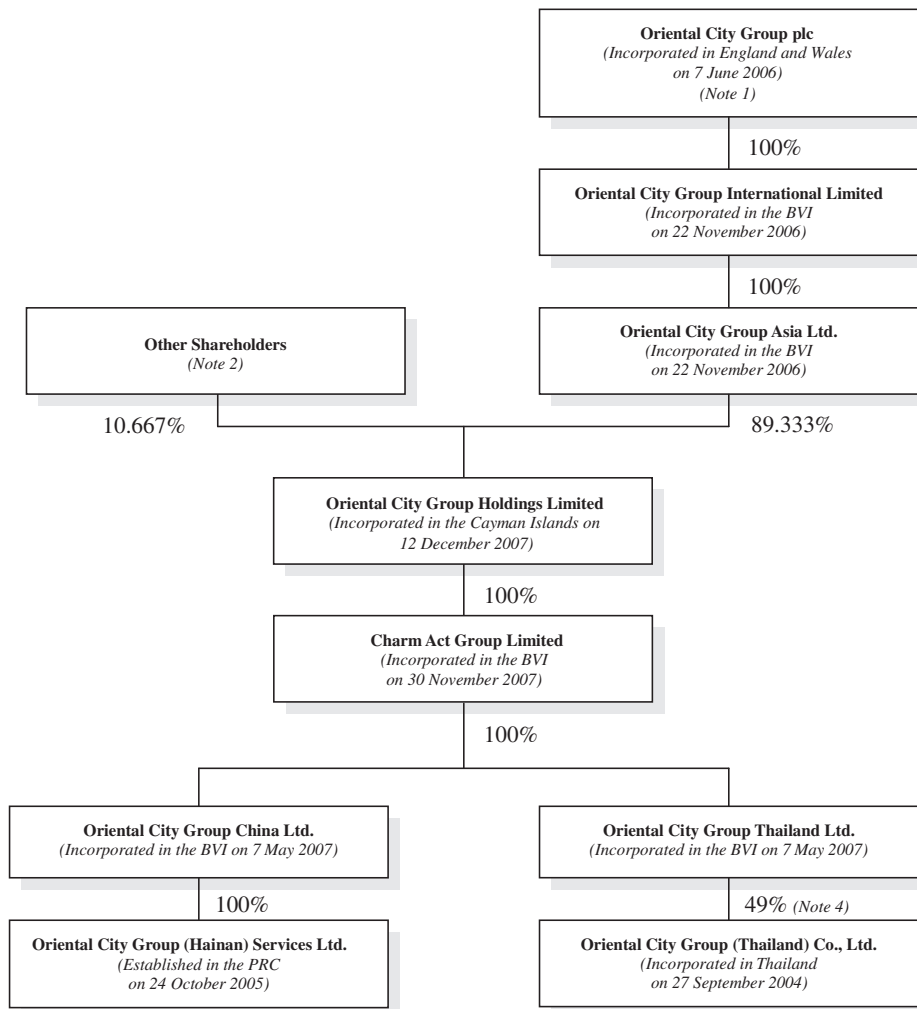 Oriental City Group plc
(Incorporated in England and Wales
on 7 June 2006)
(Note 1)
100%
Oriental City Group International Limited
(Incorporated in the BVI
on 22 November 2006)
100%
Other Shareholders
(Note 2)
Oriental City Group Asia Ltd.
(Incorporated in the BVI
on 22 November 2006)
10.667%
89.333%
Oriental City Group Holdings Limited
(Incorporated in the Cayman Islands on
12 December 2007)
100%
Charm Act Group Limited
(Incorporated in the BVI
on 30 November 2007)
100%
Oriental City Group China Ltd.
(Incorporated in the BVI on 7 May 2007)
Oriental City Group Thailand Ltd.
(Incorporated in the BVI on 7 May 2007)
100%
49% (Note 4)
Oriental City Group (Hainan) Services Ltd.
(Established in the PRC
on 24 October 2005)
Oriental City Group (Thailand) Co., Ltd.
(Incorporated in Thailand
on 27 September 2004)